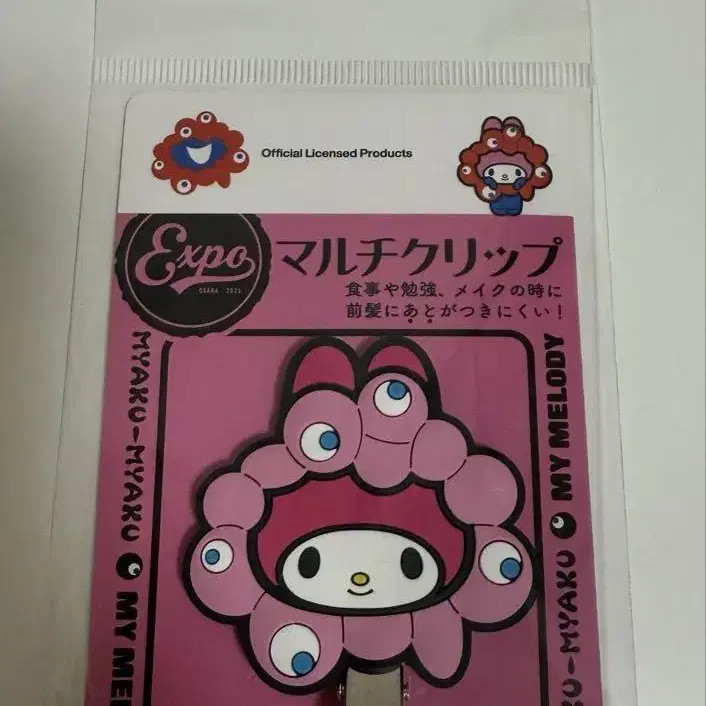 Official Licensed Products
Expo
OSAKA 2025
マルチクリップ
食事や勉強、メイクの時に
前髪にあとがつきにくい！
MYAKU-MYAKU MY MEL
MY MELODY
KU-MYAKU